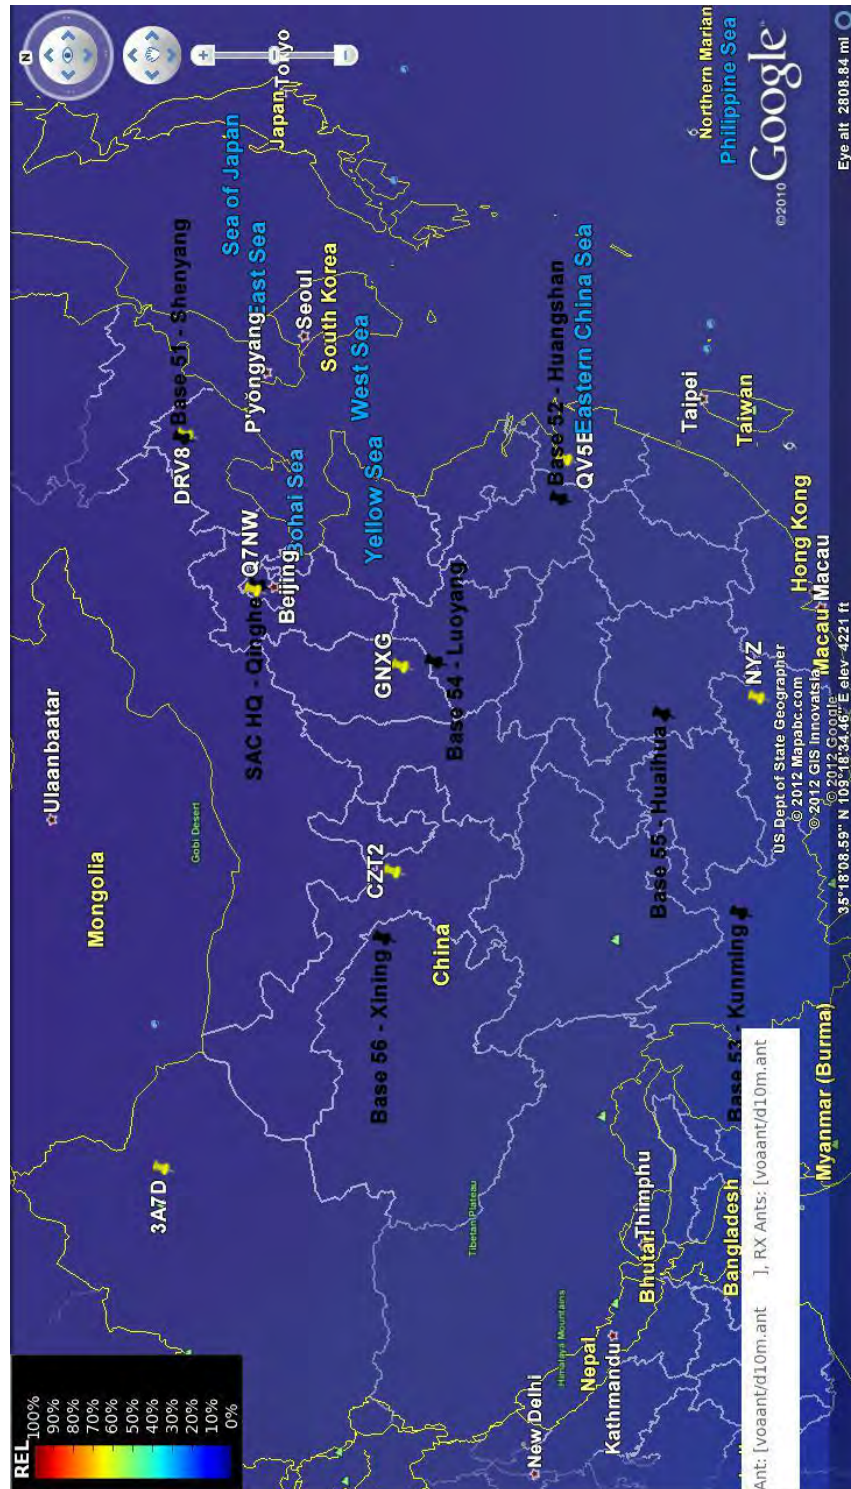 REL
100%
90%
80%
70%
60%
50%
40%
30%
20%
10%
0%
N
Ulaanbaatar
Mongolia
Gobi Desert
3A7D
DRV8
Base 51 - Shenyang
Sea of Japan
East Sea
Japan
Tokyo
P'yŏngyang
Seoul
South Korea
SAC HQ - Qinghe
Q7NW
Beijing
Bohai Sea
Yellow Sea
West Sea
GNXG
Base 54 - Luoyang
CZT2
Base 56 - Xining
China
Tibetan Plateau
Himalaya Mountains
New Delhi
Nepal
Kathmandu
Bhutan
Thimphu
Bangladesh
Myanmar (Burma)
Base 52 - Huangshan
QV5E
Eastern China Sea
Base 55 - Huaihua
Base 53 - Kunming
NYZ
Taipei
Taiwan
Hong Kong
Macau
Macau
Northern Marian
Philippine Sea
Ant: [voaant/d10m.ant ], RX Ants: [voaant/d10m.ant
US Dept of State Geographer
© 2012 Mapabc.com
© 2012 GIS Innovatsia
© 2012 Google
35°18'08.59" N 109°18'34.46" E elev 4221 ft
©2010 Google™
Eye alt 2808.84 mi